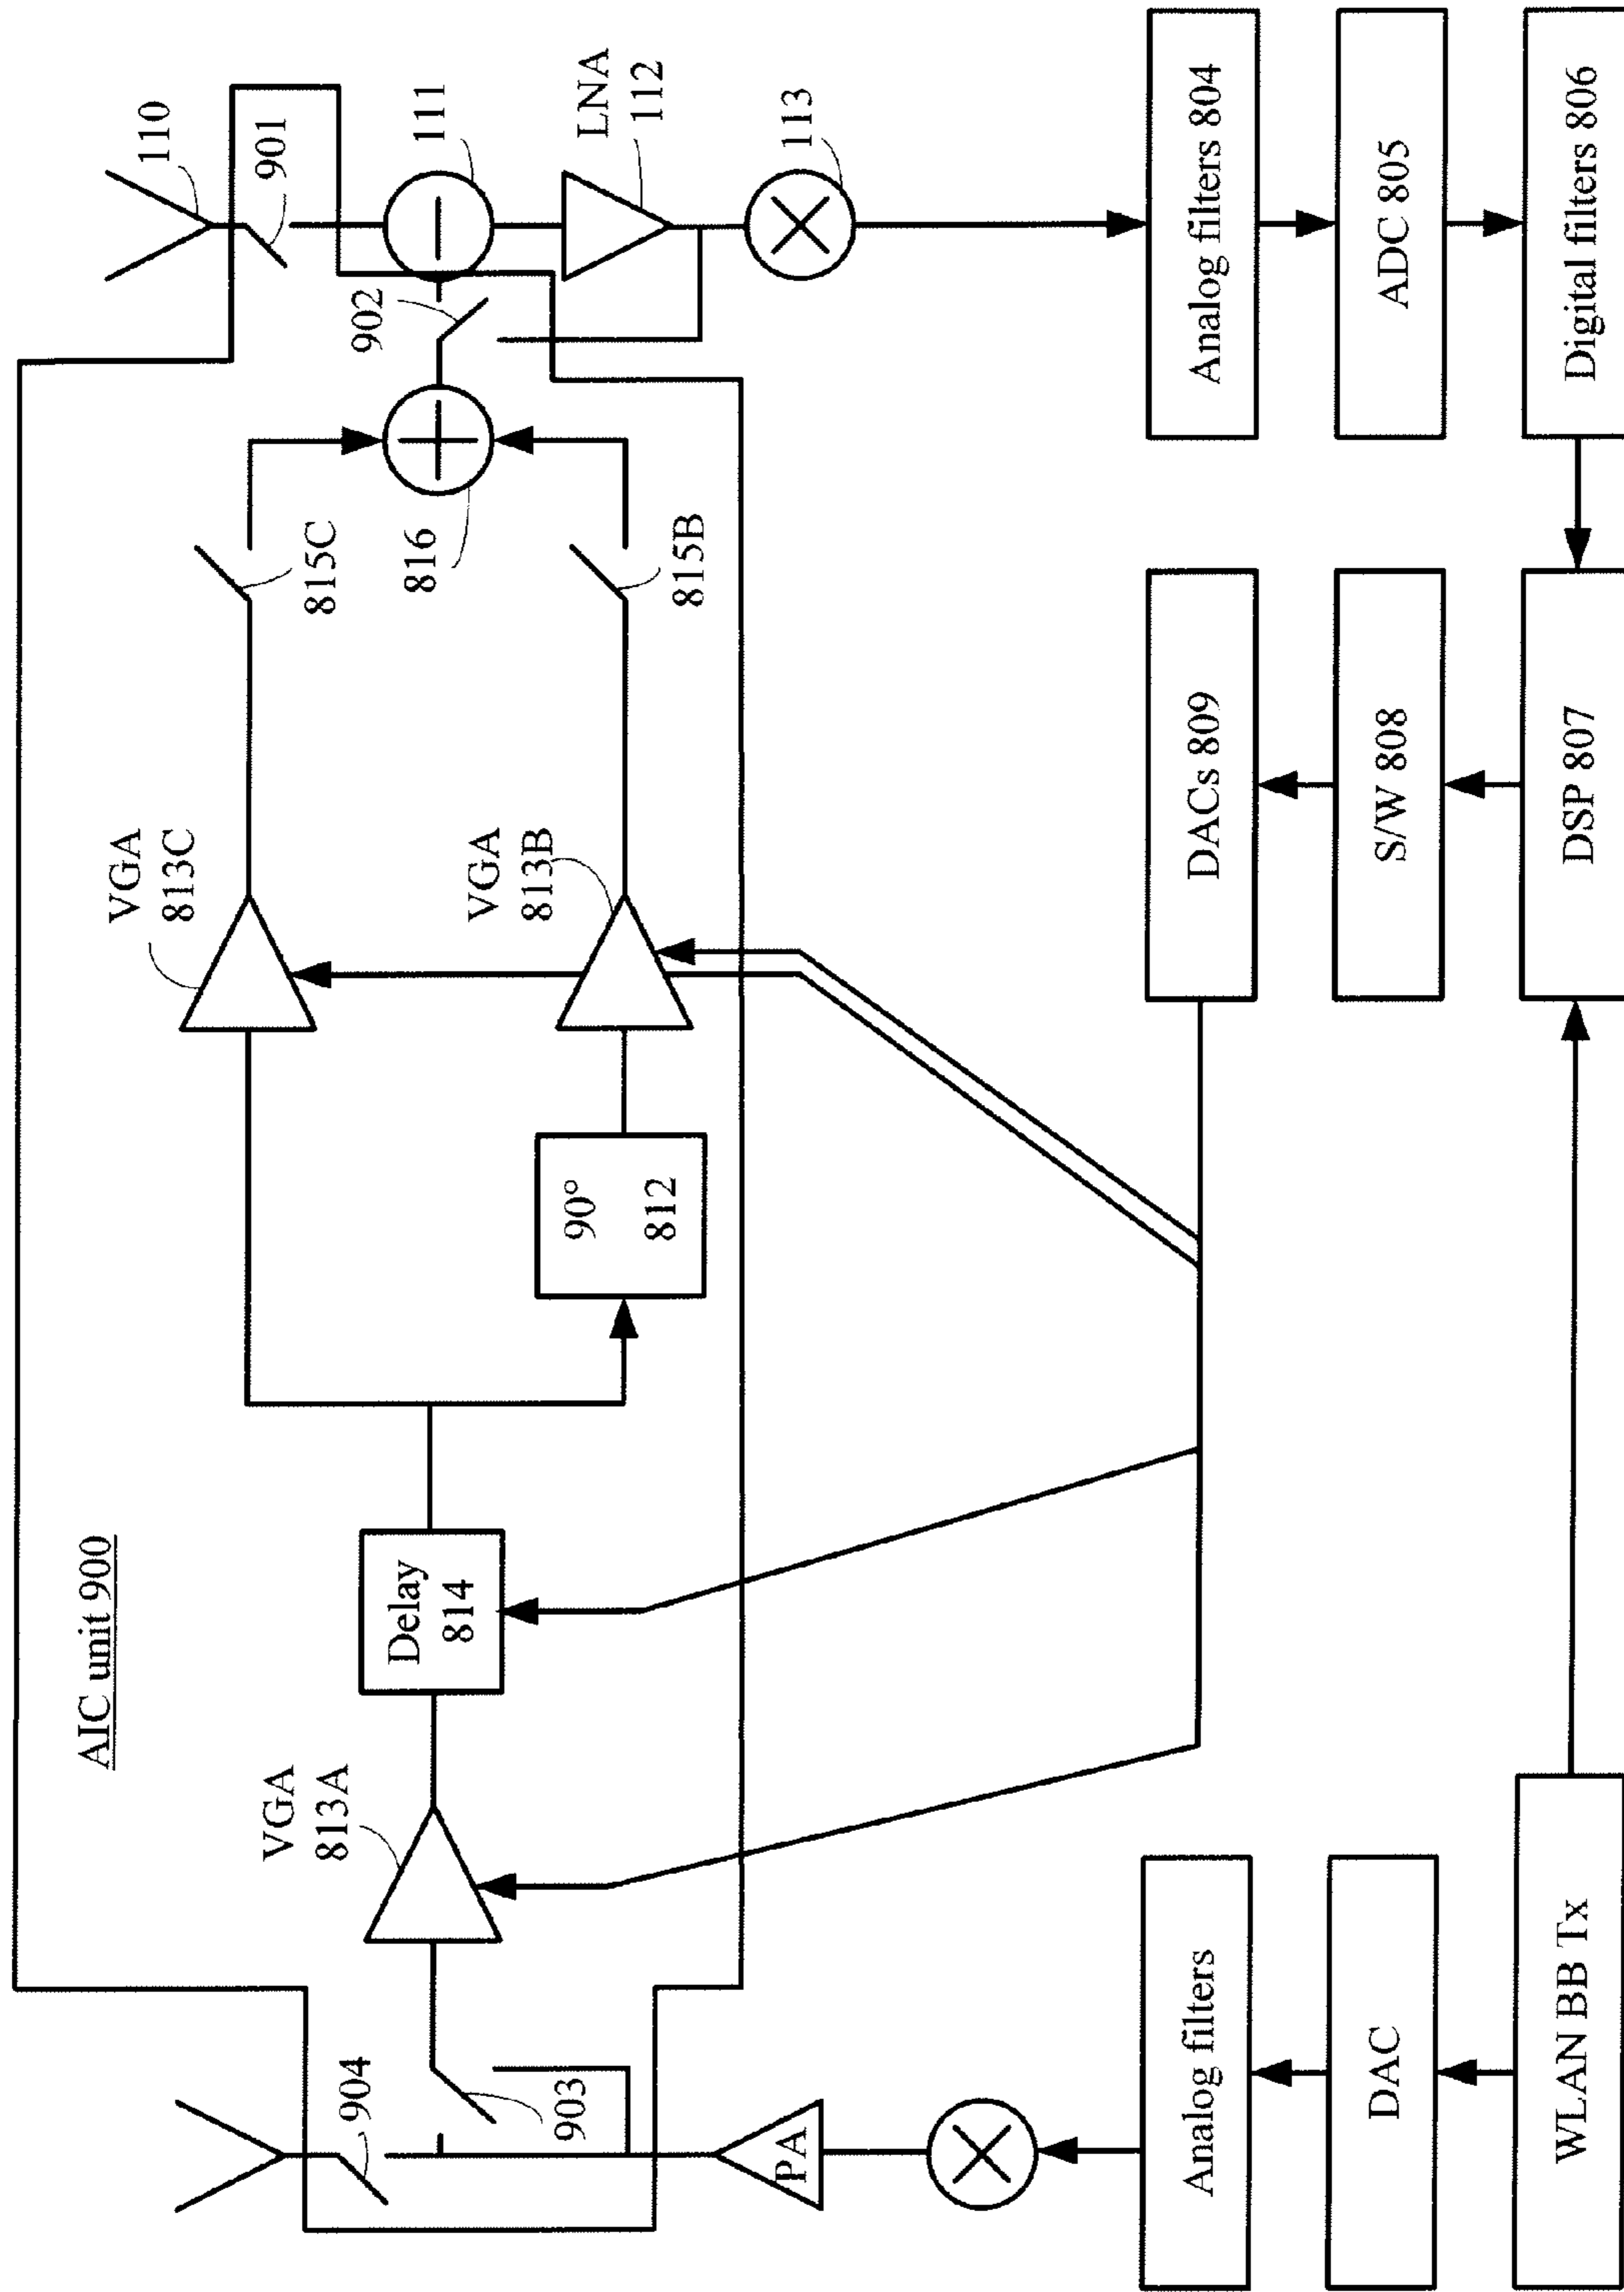 AIC unit 900
904
903
VGA
813A
Delay
814
90°
812
VGA
813C
VGA
813B
815C
815B
816
902
110
901
111
LNA
112
113
PA
Analog filters
DAC
WLAN BB Tx
DACs 809
S/W 808
DSP 807
Analog filters 804
ADC 805
Digital filters 806